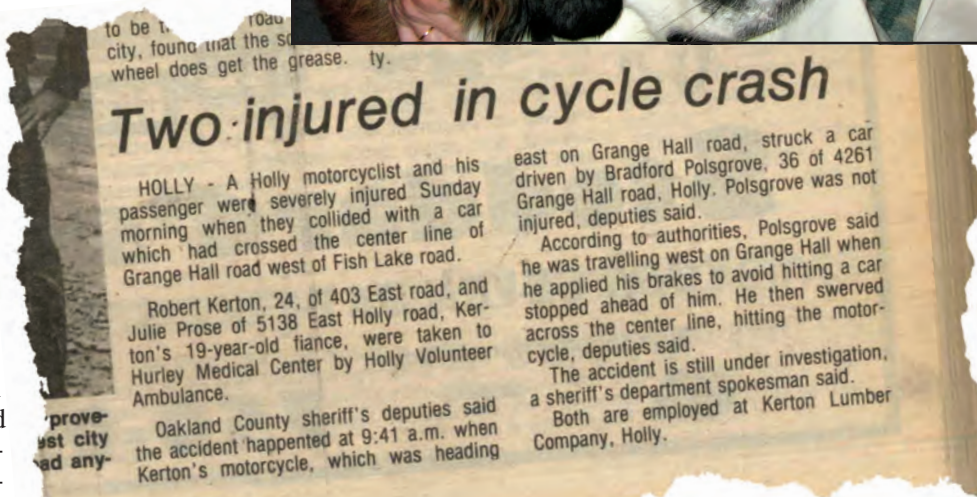 to be
road
city, found that the
wheel does get the grease. ty.
Two injured in cycle crash
HOLLY - A Holly motorcyclist and his
passenger were severely injured Sunday
morning when they collided with a car
which had crossed the center line of
Grange Hall road west of Fish Lake road.
Robert Kerton, 24, of 403 East road, and
Julie Prose of 5138 East Holly road, Ker-
ton's 19-year-old fiance, were taken to
Hurley Medical Center by Holly Volunteer
Ambulance.
Oakland County sheriff's deputies said
the accident happened at 9:41 a.m. when
Kerton's motorcycle, which was heading
east on Grange Hall road, struck a car
driven by Bradford Polsgrove, 36 of 4261
Grange Hall road, Holly. Polsgrove was not
injured, deputies said.
According to authorities, Polsgrove said
he was travelling west on Grange Hall when
he applied his brakes to avoid hitting a car
stopped ahead of him. He then swerved
across the center line, hitting the motor-
cycle, deputies said.
The accident is still under investigation,
a sheriff's department spokesman said.
Both are employed at Kerton Lumber
Company, Holly.
prove-
est city
ad any-